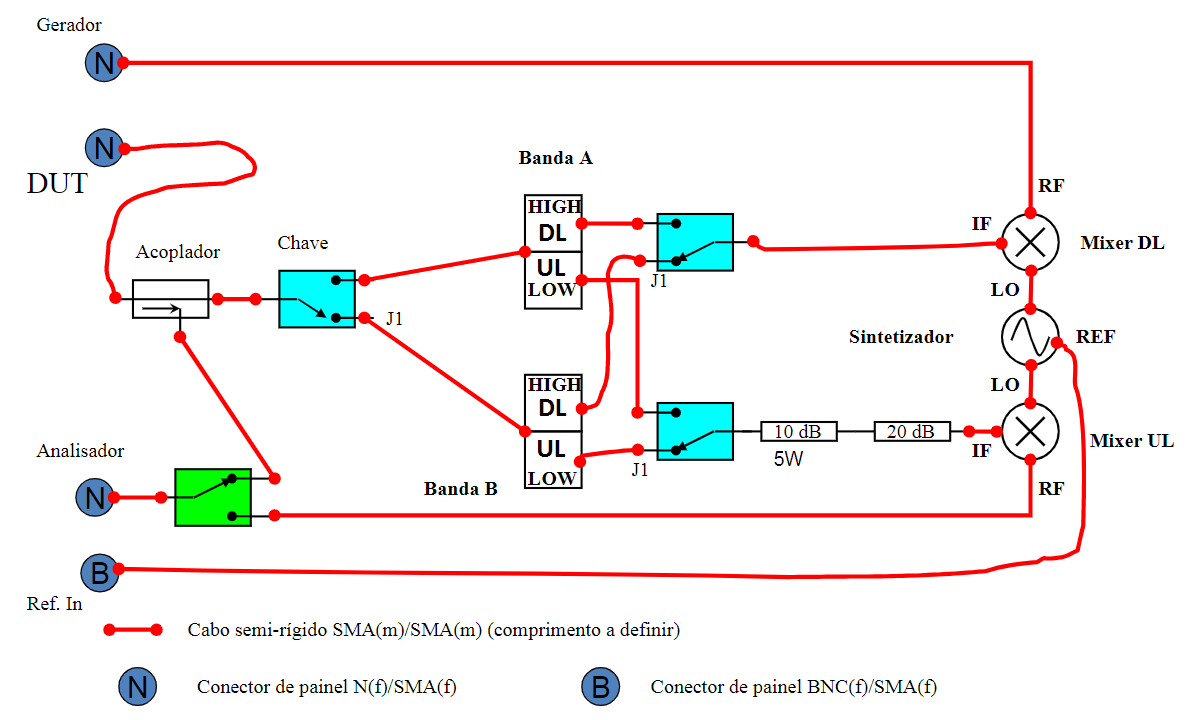 Gerador
N
N
DUT
Banda A
RF
HIGH
DL
IF
Mixer DL
Acoplador
Chave
UL
LOW
J1
LO
J1
Sintetizador
REF
HIGH
DL
LO
10 dB
20 dB
UL
Mixer UL
Analisador
5W
IF
J1
LOW
Banda B
RF
N
B
Ref. In
Cabo semi-rígido SMA(m)/SMA(m) (comprimento a definir)
N
Conector de painel N(f)/SMA(f)
B
Conector de painel BNC(f)/SMA(f)